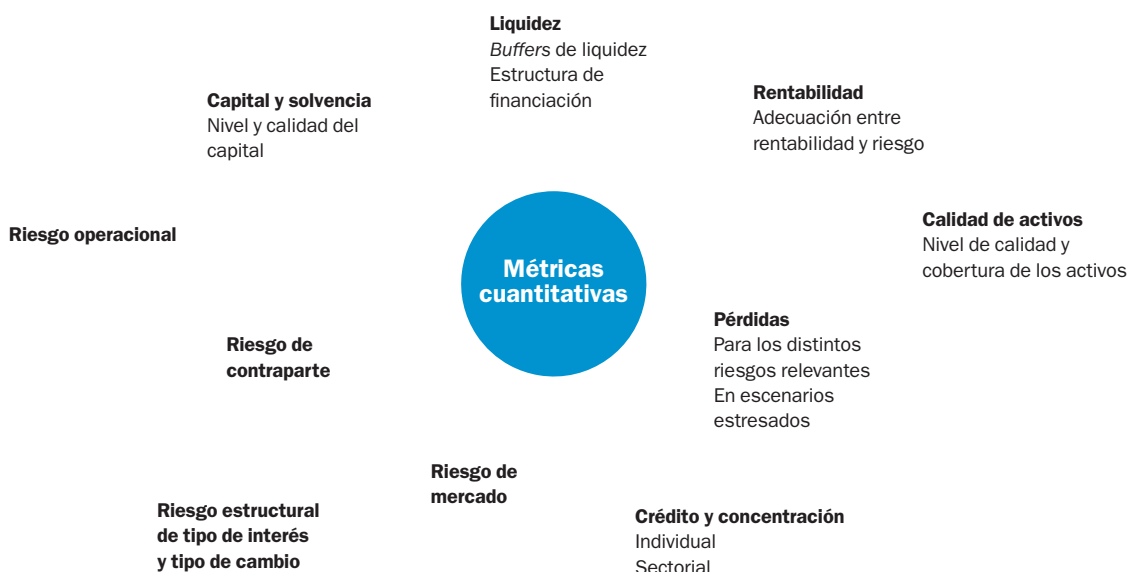 Liquidez
Buffers de liquidez
Estructura de
financiación
Capital y solvencia
Nivel y calidad del
capital
Rentabilidad
Adecuación entre
rentabilidad y riesgo
Riesgo operacional
Calidad de activos
Nivel de calidad y
cobertura de los activos
Métricas
cuantitativas
Riesgo de
contraparte
Pérdidas
Para los distintos
riesgos relevantes
En escenarios
estresados
Riesgo de
mercado
Riesgo estructural
de tipo de interés
y tipo de cambio
Crédito y concentración
Individual
Sectorial